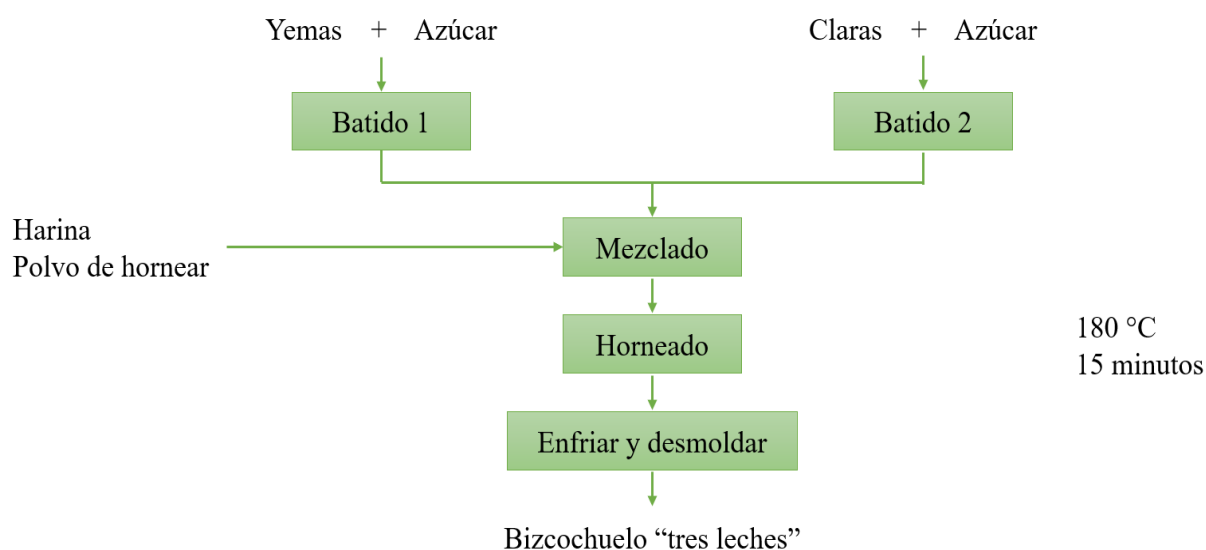 Yemas + Azúcar
Claras + Azúcar
Batido 1
Batido 2
Harina
Polvo de hornear
Mezclado
Horneado
180 °C
15 minutos
Enfriar y desmoldar
Bizcochuelo “tres leches”